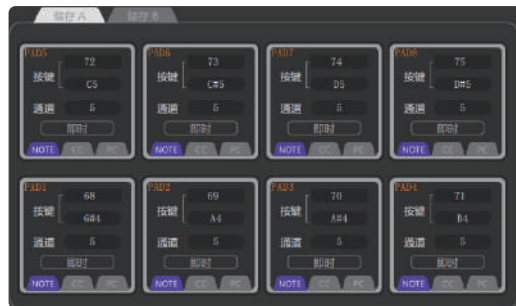 储存 A 储存 B
PAD5 PAD6 PAD7 PAD8
72 73 74 75
按键 按键 按键 按键
C5 C#5 D5 D#5
通道 5 通道 5 通道 5 通道 5
即时 即时 即时 即时
NOTE CC PC NOTE CC PC NOTE CC PC NOTE CC PC
PAD1 PAD2 PAD3 PAD4
68 69 70 71
按键 按键 按键 按键
G#4 A4 A#4 B4
通道 5 通道 5 通道 5 通道 5
即时 即时 即时 即时
NOTE CC PC NOTE CC PC NOTE CC PC NOTE CC PC